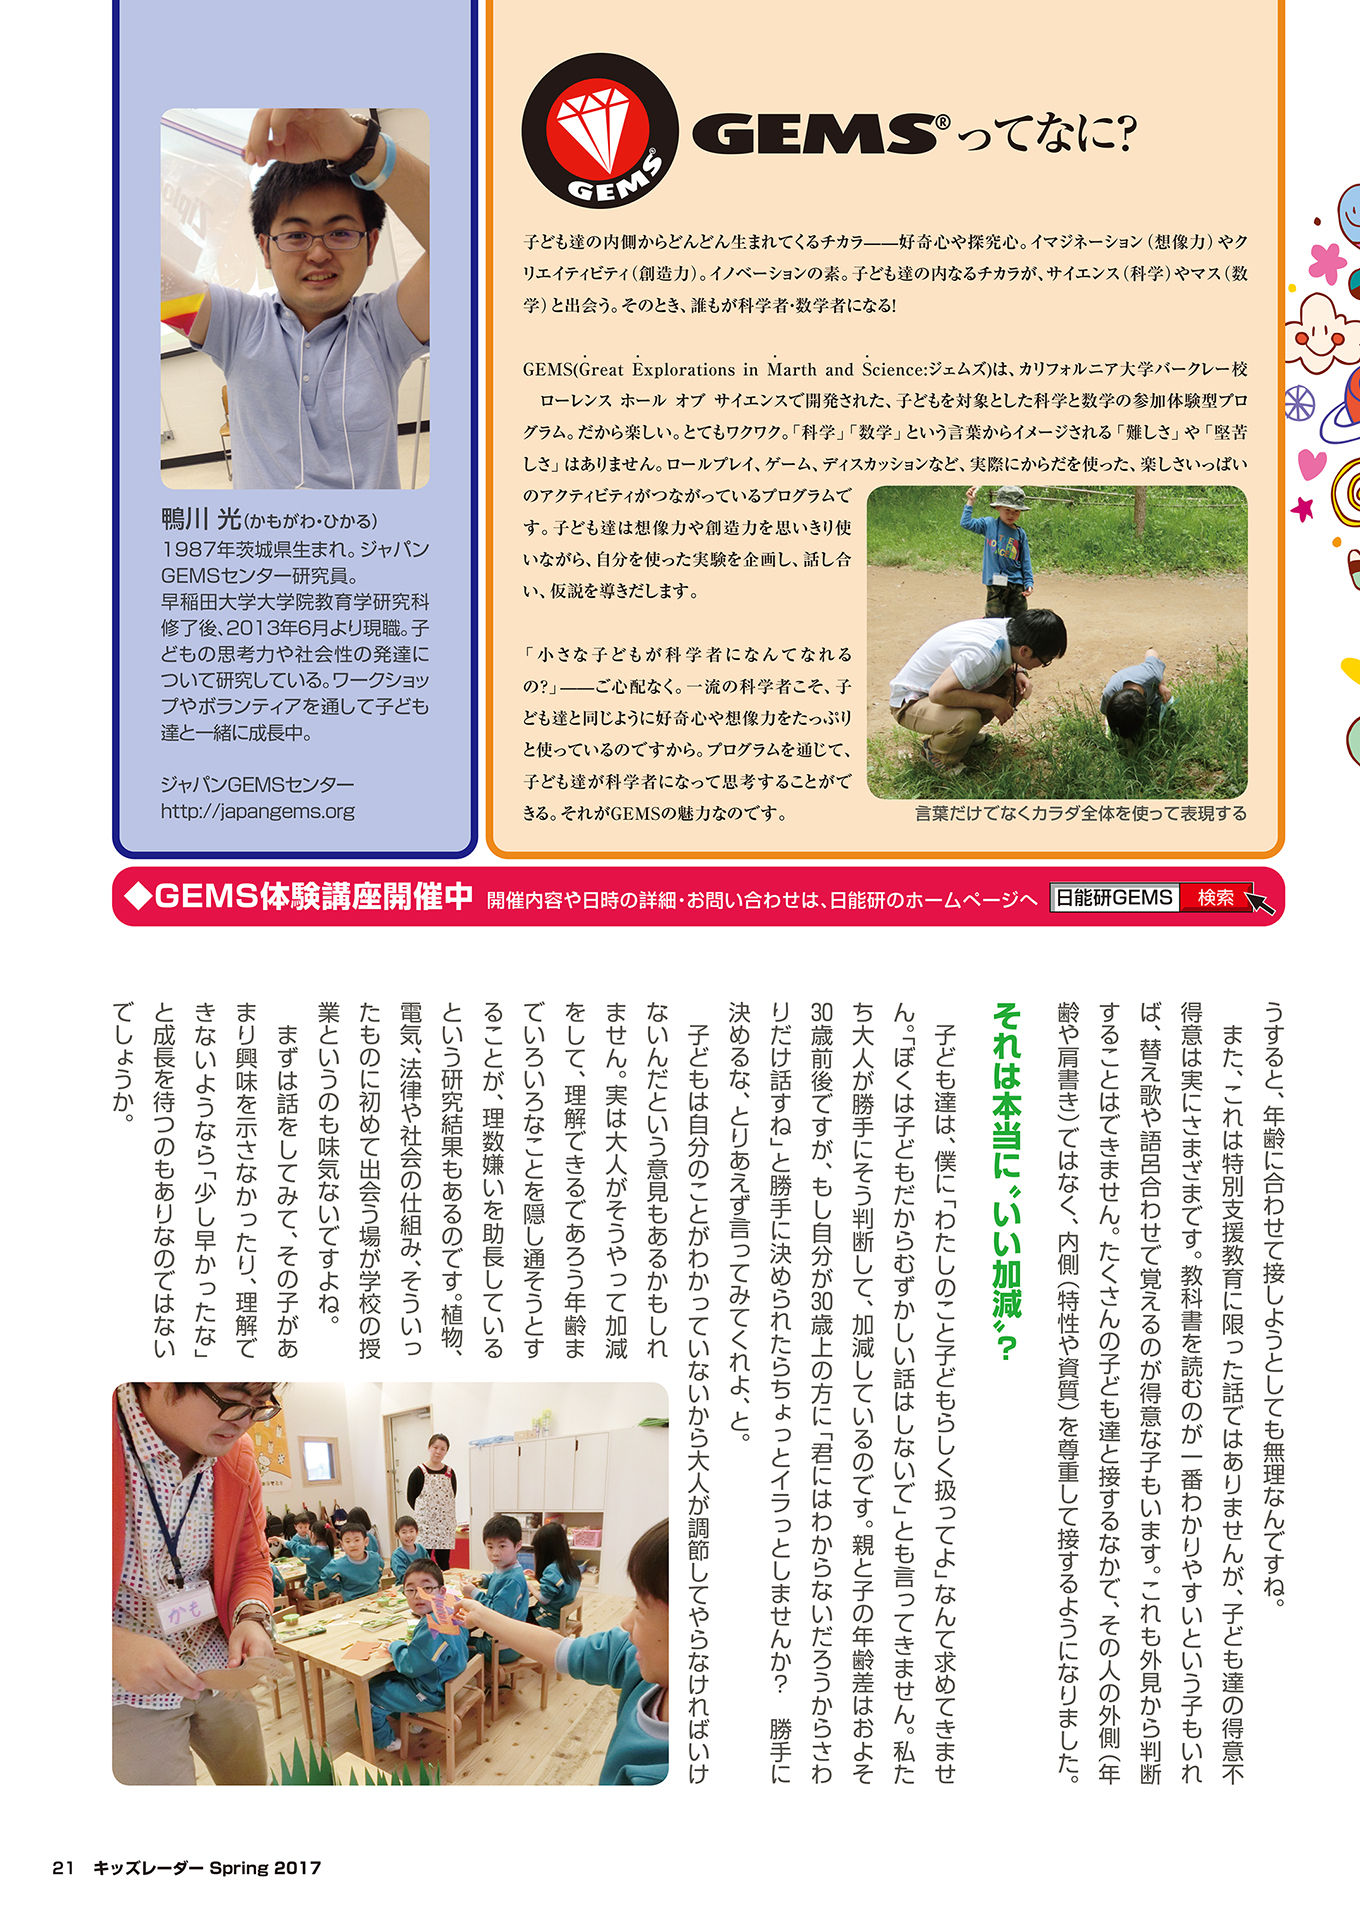 GEMS®
GEMS®ってなに?
子ども達の内側からどんどん生まれてくるチカラ――好奇心や探究心。イマジネーション（想像力）やク
リエイティビティ（創造力）。イノベーションの素。子ども達の内なるチカラが、サイエンス（科学）やマス（数
学）と出会う。そのとき、誰もが科学者・数学者になる!
GEMS(Great Explorations in Marth and Science:ジェムズ)は、カリフォルニア大学バークレー校
ローレンス ホール オブ サイエンスで開発された、子どもを対象とした科学と数学の参加体験型プロ
グラム。だから楽しい。とてもワクワク。「科学」「数学」という言葉からイメージされる「難しさ」や「堅苦
しさ」はありません。ロールプレイ、ゲーム、ディスカッションなど、実際にからだを使った、楽しさいっぱい
のアクティビティがつながっているプログラムで
す。子ども達は想像力や創造力を思いきり使
いながら、自分を使った実験を企画し、話し合
い、仮説を導きだします。
「小さな子どもが科学者になんてなれる
の?」――ご心配なく。一流の科学者こそ、子
ども達と同じように好奇心や想像力をたっぷり
と使っているのですから。プログラムを通じて、
子ども達が科学者になって思考することがで
きる。それがGEMSの魅力なのです。
言葉だけでなくカラダ全体を使って表現する
鴨川 光（かもがわ・ひかる）
1987年茨城県生まれ。ジャパン
GEMSセンター研究員。
早稲田大学大学院教育学研究科
修了後、2013年6月より現職。子
どもの思考力や社会性の発達に
ついて研究している。ワークショッ
プやボランティアを通して子ども
達と一緒に成長中。
ジャパンGEMSセンター
http://japangems.org
◆GEMS体験講座開催中 開催内容や日時の詳細・お問い合わせは、日能研のホームページへ 日能研GEMS 検索
うすると、年齢に合わせて接しようとしても無理なんですね。
また、これは特別支援教育に限った話ではありませんが、子ども達の得意不
得意は実にさまざまです。教科書を読むのが一番わかりやすいという子もいれ
ば、替え歌や語呂合わせで覚えるのが得意な子もいます。これも外見から判断
することはできません。たくさんの子ども達と接するなかで、その人の外側（年
齢や肩書き）ではなく、内側（特性や資質）を尊重して接するようになりました。
それは本当に〝いい加減〟?
子ども達は、僕に「わたしのこと子どもらしく扱ってよ」なんて求めてきませ
ん。「ぼくは子どもだからむずかしい話はしないで」とも言ってきません。私た
ち大人が勝手にそう判断して、加減しているのです。親と子の年齢差はおよそ
30歳前後ですが、もし自分が30歳上の方に「君にはわからないだろうからさわ
りだけ話すね」と勝手に決められたらちょっとイラっとしませんか? 勝手に
決めるな、とりあえず言ってみてくれよ、と。
子どもは自分のことがわかっていないから大人が調節してやらなければいけ
ないんだという意見もあるかもしれ
ません。実は大人がそうやって加減
をして、理解できるであろう年齢ま
でいろいろなことを隠し通そうとす
ることが、理数嫌いを助長している
という研究結果もあるのです。植物、
電気、法律や社会の仕組み、そういっ
たものに初めて出会う場が学校の授
業というのも味気ないですよね。
まずは話をしてみて、その子があ
まり興味を示さなかったり、理解で
きないようなら「少し早かったな」
と成長を待つのもありなのではない
でしょうか。
かも
21 キッズレーダー Spring 2017